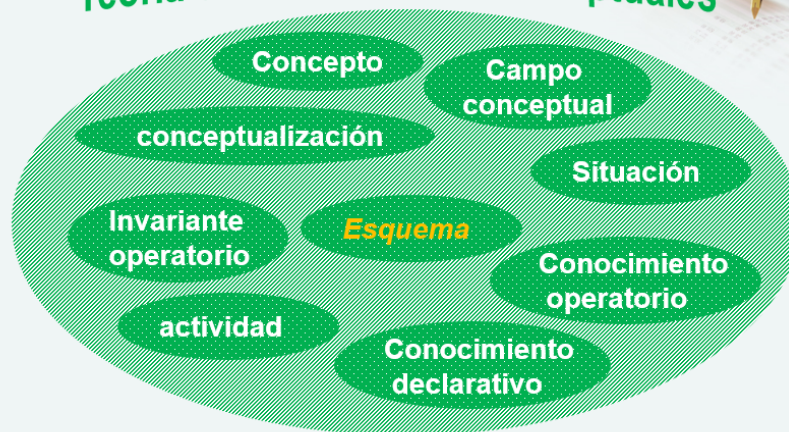 Concepto
Campo
conceptual
conceptualización
Situación
Invariante
operatorio
Esquema
Conocimiento
operatorio
actividad
Conocimiento
declarativo